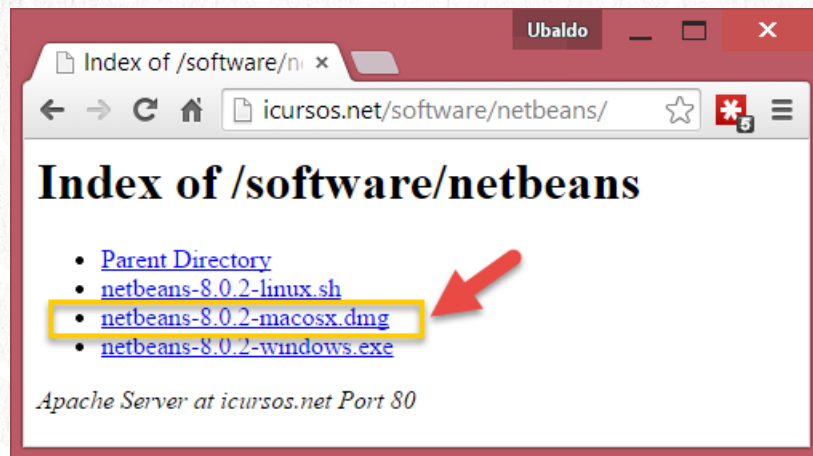 Ubaldo
Index of /software/n
icursos.net/software/netbeans/
5
Index of /software/netbeans
Parent Directory
netbeans-8.0.2-linux.sh
netbeans-8.0.2-macosx.dmg
netbeans-8.0.2-windows.exe
Apache Server at icursos.net Port 80